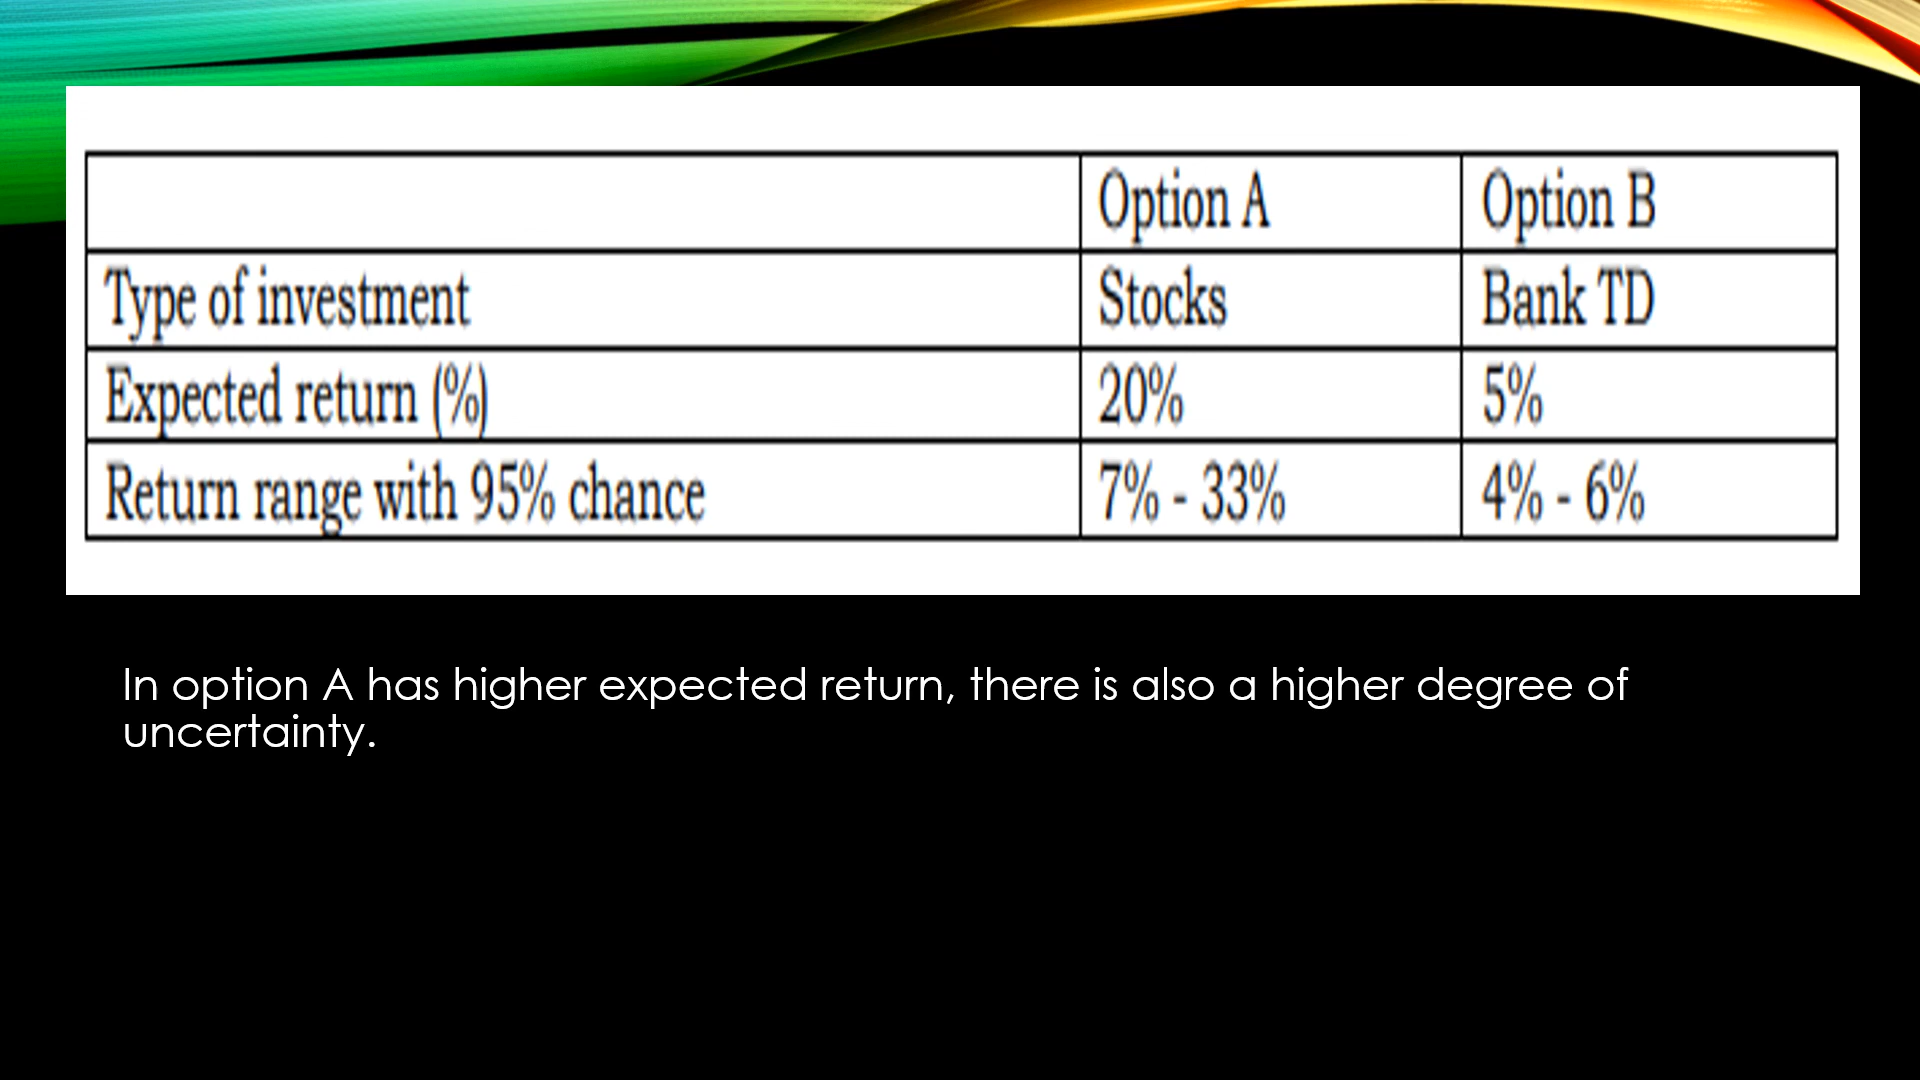 Option A Option B
Type of investment Stocks Bank TD
Expected return (%) 20% 5%
Return range with 95% chance 7% - 33% 4% - 6%
In option A has higher expected return, there is also a higher degree of
uncertainty.